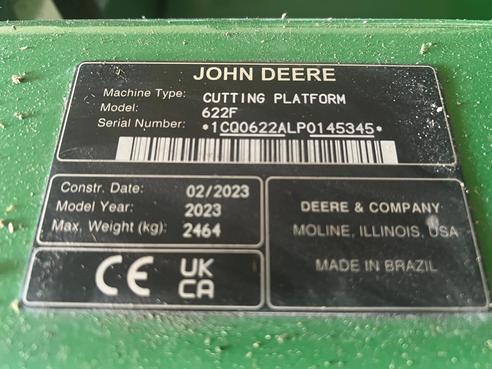 JOHN DEERE
Machine Type: CUTTING PLATFORM
Model: 622F
Serial Number: *1CQ0622ALP0145345*
Constr. Date: 02/2023
Model Year: 2023
Max. Weight (kg): 2464
DEERE & COMPANY
MOLINE, ILLINOIS, USA
MADE IN BRAZIL
CE
UK
CA